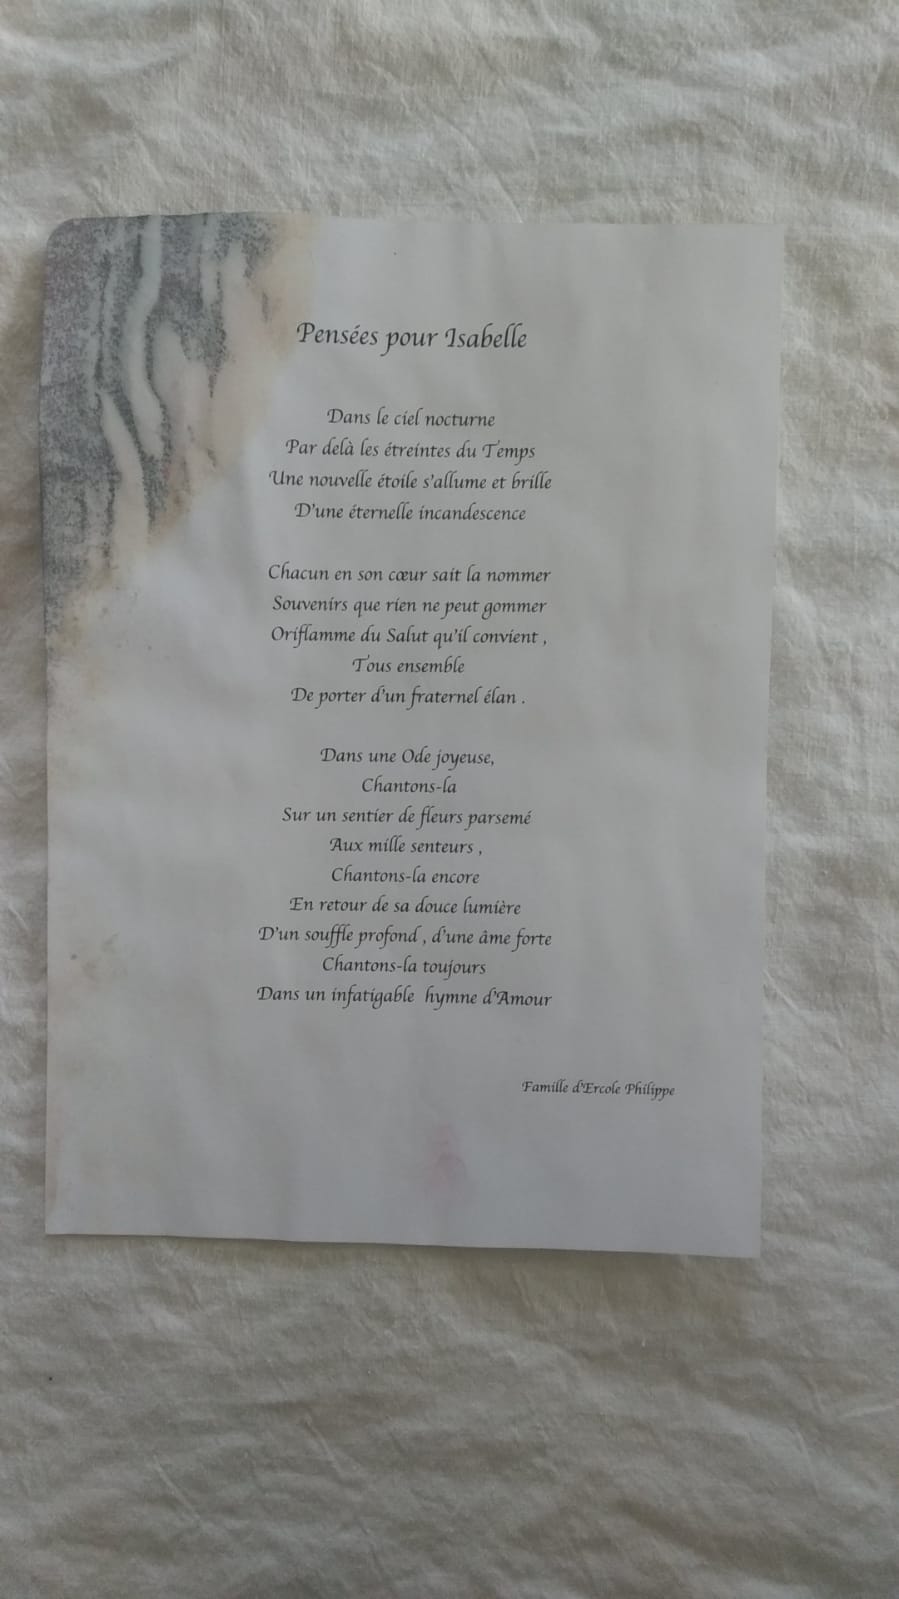 Pensées pour Isabelle
Dans le ciel nocturne
Par delà les étreintes du Temps
Une nouvelle étoile s'allume et brille
D'une éternelle incandescence
Chacun en son cœur sait la nommer
Souvenirs que rien ne peut gommer
Oriflamme du Salut qu'il convient ,
Tous ensemble
De porter d'un fraternel élan .
Dans une Ode joyeuse,
Chantons-la
Sur un sentier de fleurs parsemé
Aux mille senteurs ,
Chantons-la encore
En retour de sa douce lumière
D'un souffle profond , d'une âme forte
Chantons-la toujours
Dans un infatigable  hymne d'Amour
Famille d'Ercole Philippe